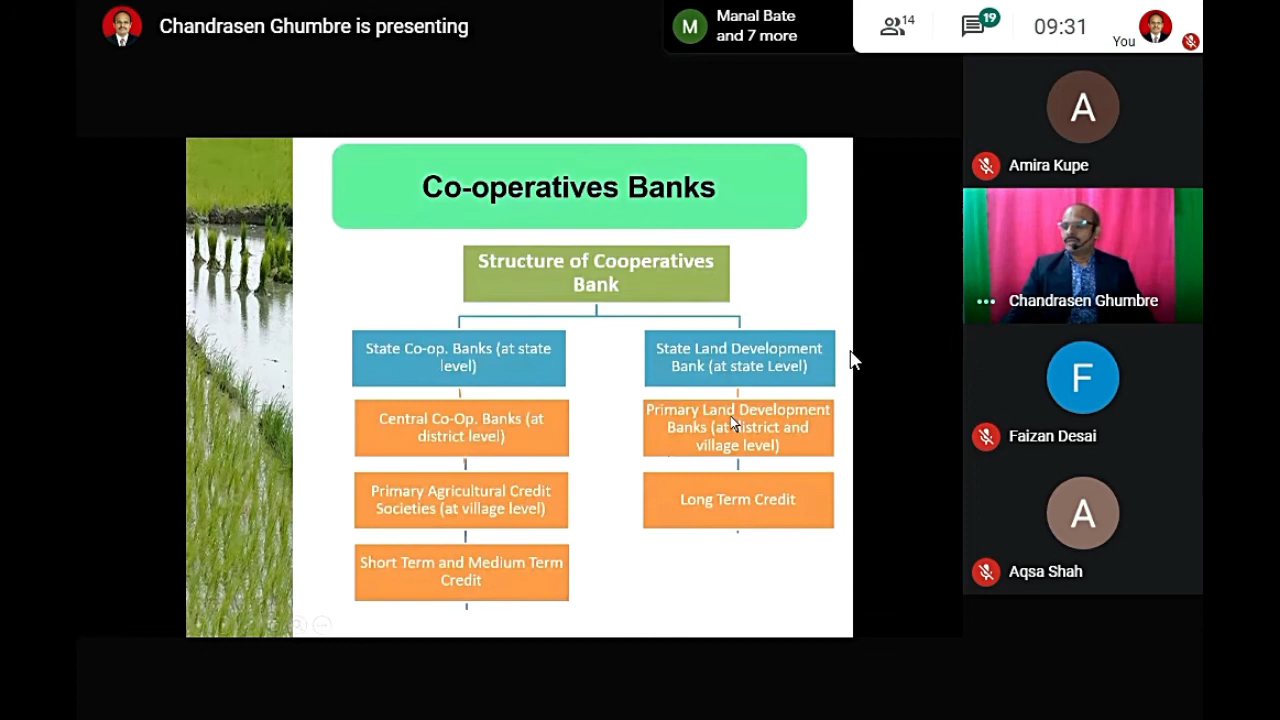 Chandrasen Ghumbre is presenting
M
Manal Bate
and 7 more
14
19
09:31
You
A
Amira Kupe
Chandrasen Ghumbre
F
Faizan Desai
A
Aqsa Shah
Co-operatives Banks
Structure of Cooperatives
Bank
State Co-op. Banks (at state
level)
Central Co-Op. Banks (at
district level)
Primary Agricultural Credit
Societies (at village level)
Short Term and Medium Term
Credit
State Land Development
Bank (at state Level)
Primary Land Development
Banks (at district and
village level)
Long Term Credit